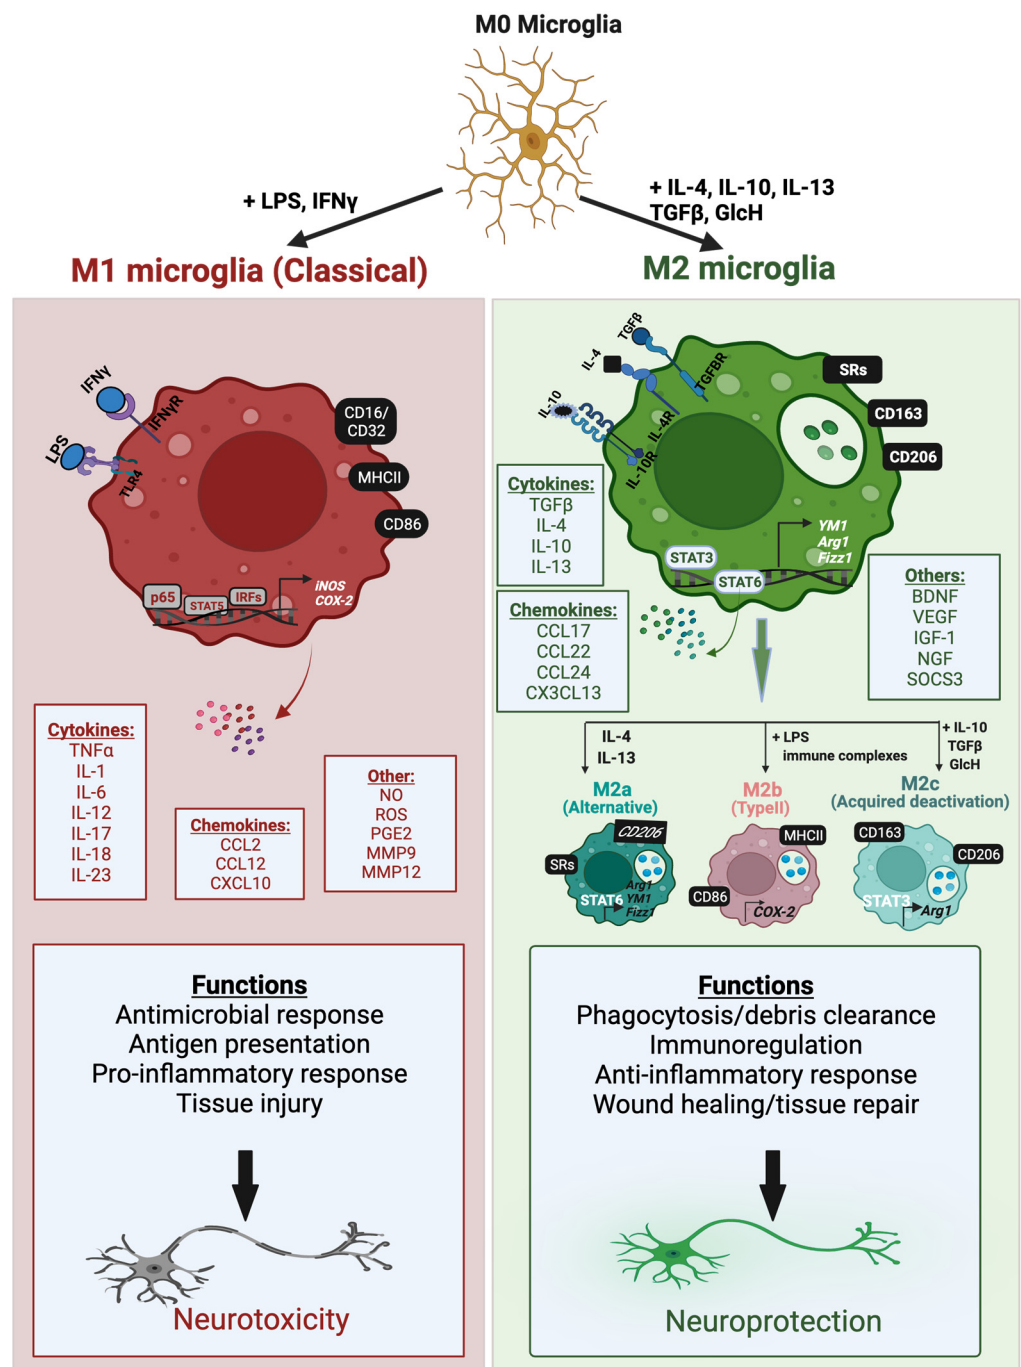 M0 Microglia
+ LPS, IFNγ
+ IL-4, IL-10, IL-13
TGFβ, GlcH
M1 microglia (Classical)
M2 microglia
IFNγ
IFNγR
LPS
TLR4
CD16/
CD32
MHCII
CD86
p65
STAT5
IRFs
iNOS
COX-2
Cytokines:
TNFα
IL-1
IL-6
IL-12
IL-17
IL-18
IL-23
Chemokines:
CCL2
CCL12
CXCL10
Other:
NO
ROS
PGE2
MMP9
MMP12
Functions
Antimicrobial response
Antigen presentation
Pro-inflammatory response
Tissue injury
Neurotoxicity
TGFβ
TGFBR
IL-4
IL-4R
IL-10
IL-10R
SRs
CD163
CD206
YM1
Arg1
Fizz1
STAT3
STAT6
Cytokines:
TGFβ
IL-4
IL-10
IL-13
Chemokines:
CCL17
CCL22
CCL24
CX3CL13
Others:
BDNF
VEGF
IGF-1
NGF
SOCS3
IL-4
IL-13
+ LPS
immune complexes
+ IL-10
TGFβ
GlcH
M2a
(Alternative)
M2b
(TypeII)
M2c
(Acquired deactivation)
CD206
SRs
STAT6
Arg1
YM1
Fizz1
MHCII
CD86
COX-2
CD163
CD206
STAT3
Arg1
Functions
Phagocytosis/debris clearance
Immunoregulation
Anti-inflammatory response
Wound healing/tissue repair
Neuroprotection